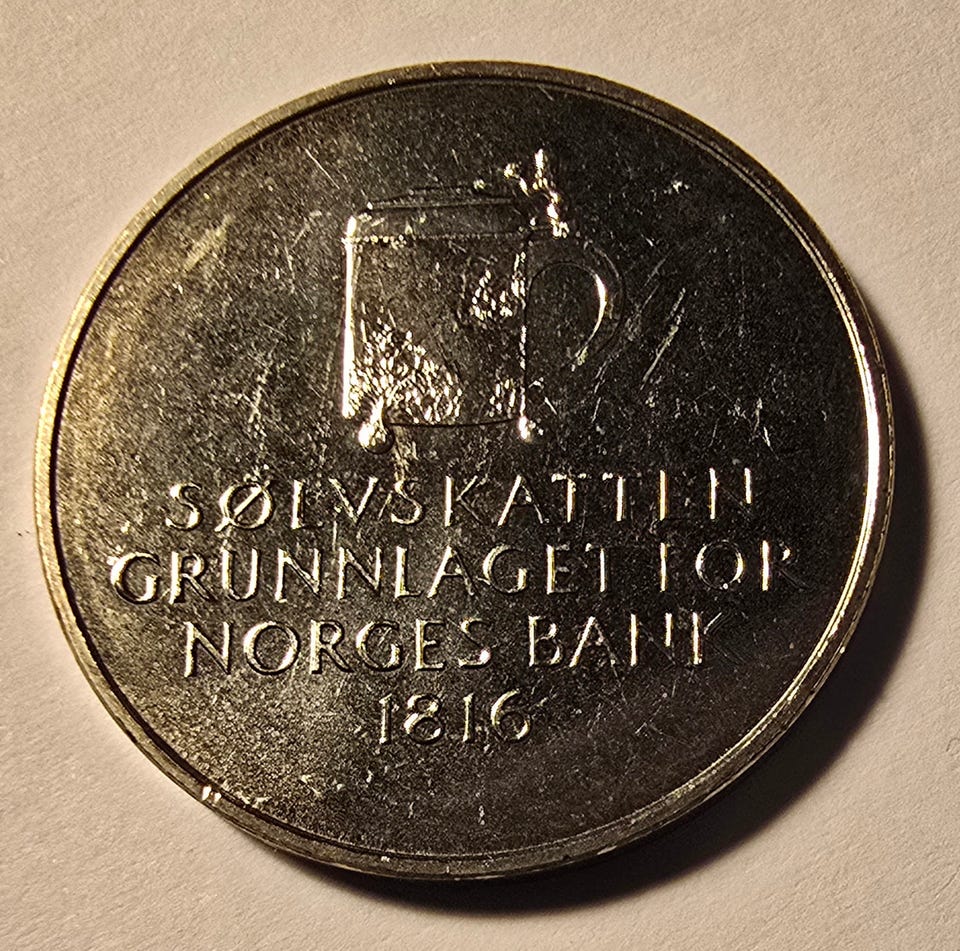 SØLVSKATTEN
GRUNNLAGET FOR
NORGES BANK
1816